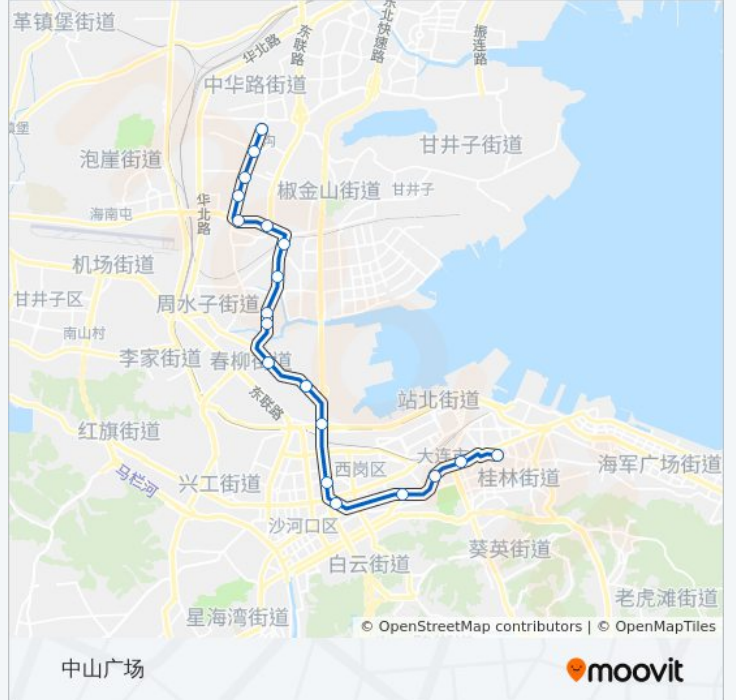 革镇堡街道
华北路
东联路
东北快速路
振连路
中华路街道
镇堡
沟
甘井子街道
泡崖街道
椒金山街道
甘井子
华北路
海南屯
机场街道
甘井子区
周水子街道
南山村
李家街道
春柳街道
东联路
站北街道
红旗街道
马栏河
西岗区
大连市
桂林街道
海军广场街道
兴工街道
沙河口区
葵英街道
白云街道
老虎滩街道
星海湾街道
© OpenStreetMap contributors | © OpenMapTiles
中山广场
moovit